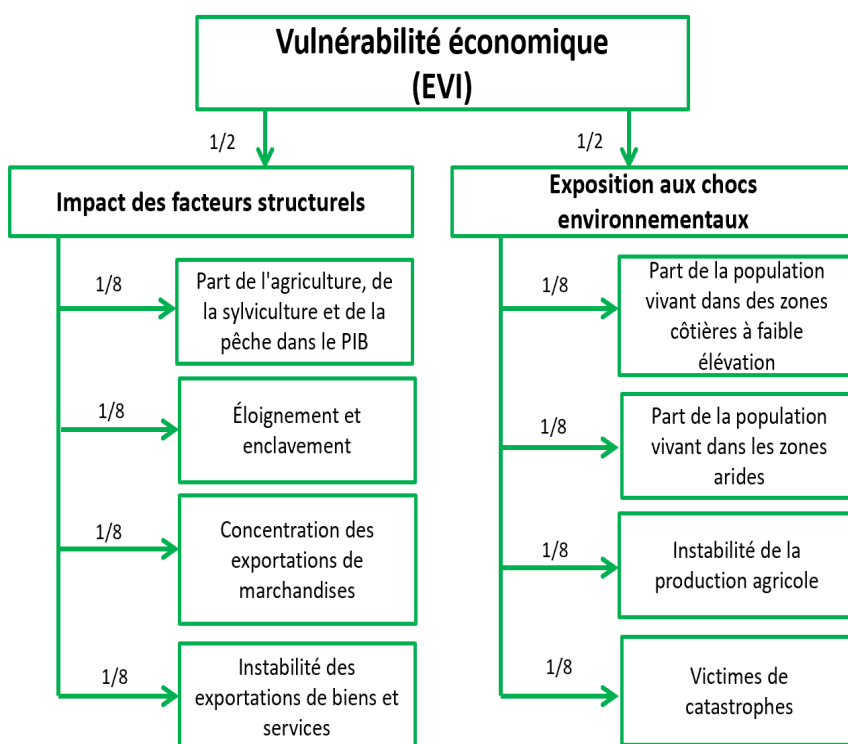 Vulnérabilité économique
(EVI)
1/2
1/2
Impact des facteurs structurels
Exposition aux chocs
environnementaux
1/8
Part de l'agriculture, de
la sylviculture et de la
pêche dans le PIB
1/8
Éloignement et
enclavement
1/8
Concentration des
exportations de
marchandises
1/8
Instabilité des
exportations de biens et
services
1/8
Part de la population
vivant dans des zones
côtières à faible
élévation
1/8
Part de la population
vivant dans les zones
arides
1/8
Instabilité de la
production agricole
1/8
Victimes de
catastrophes